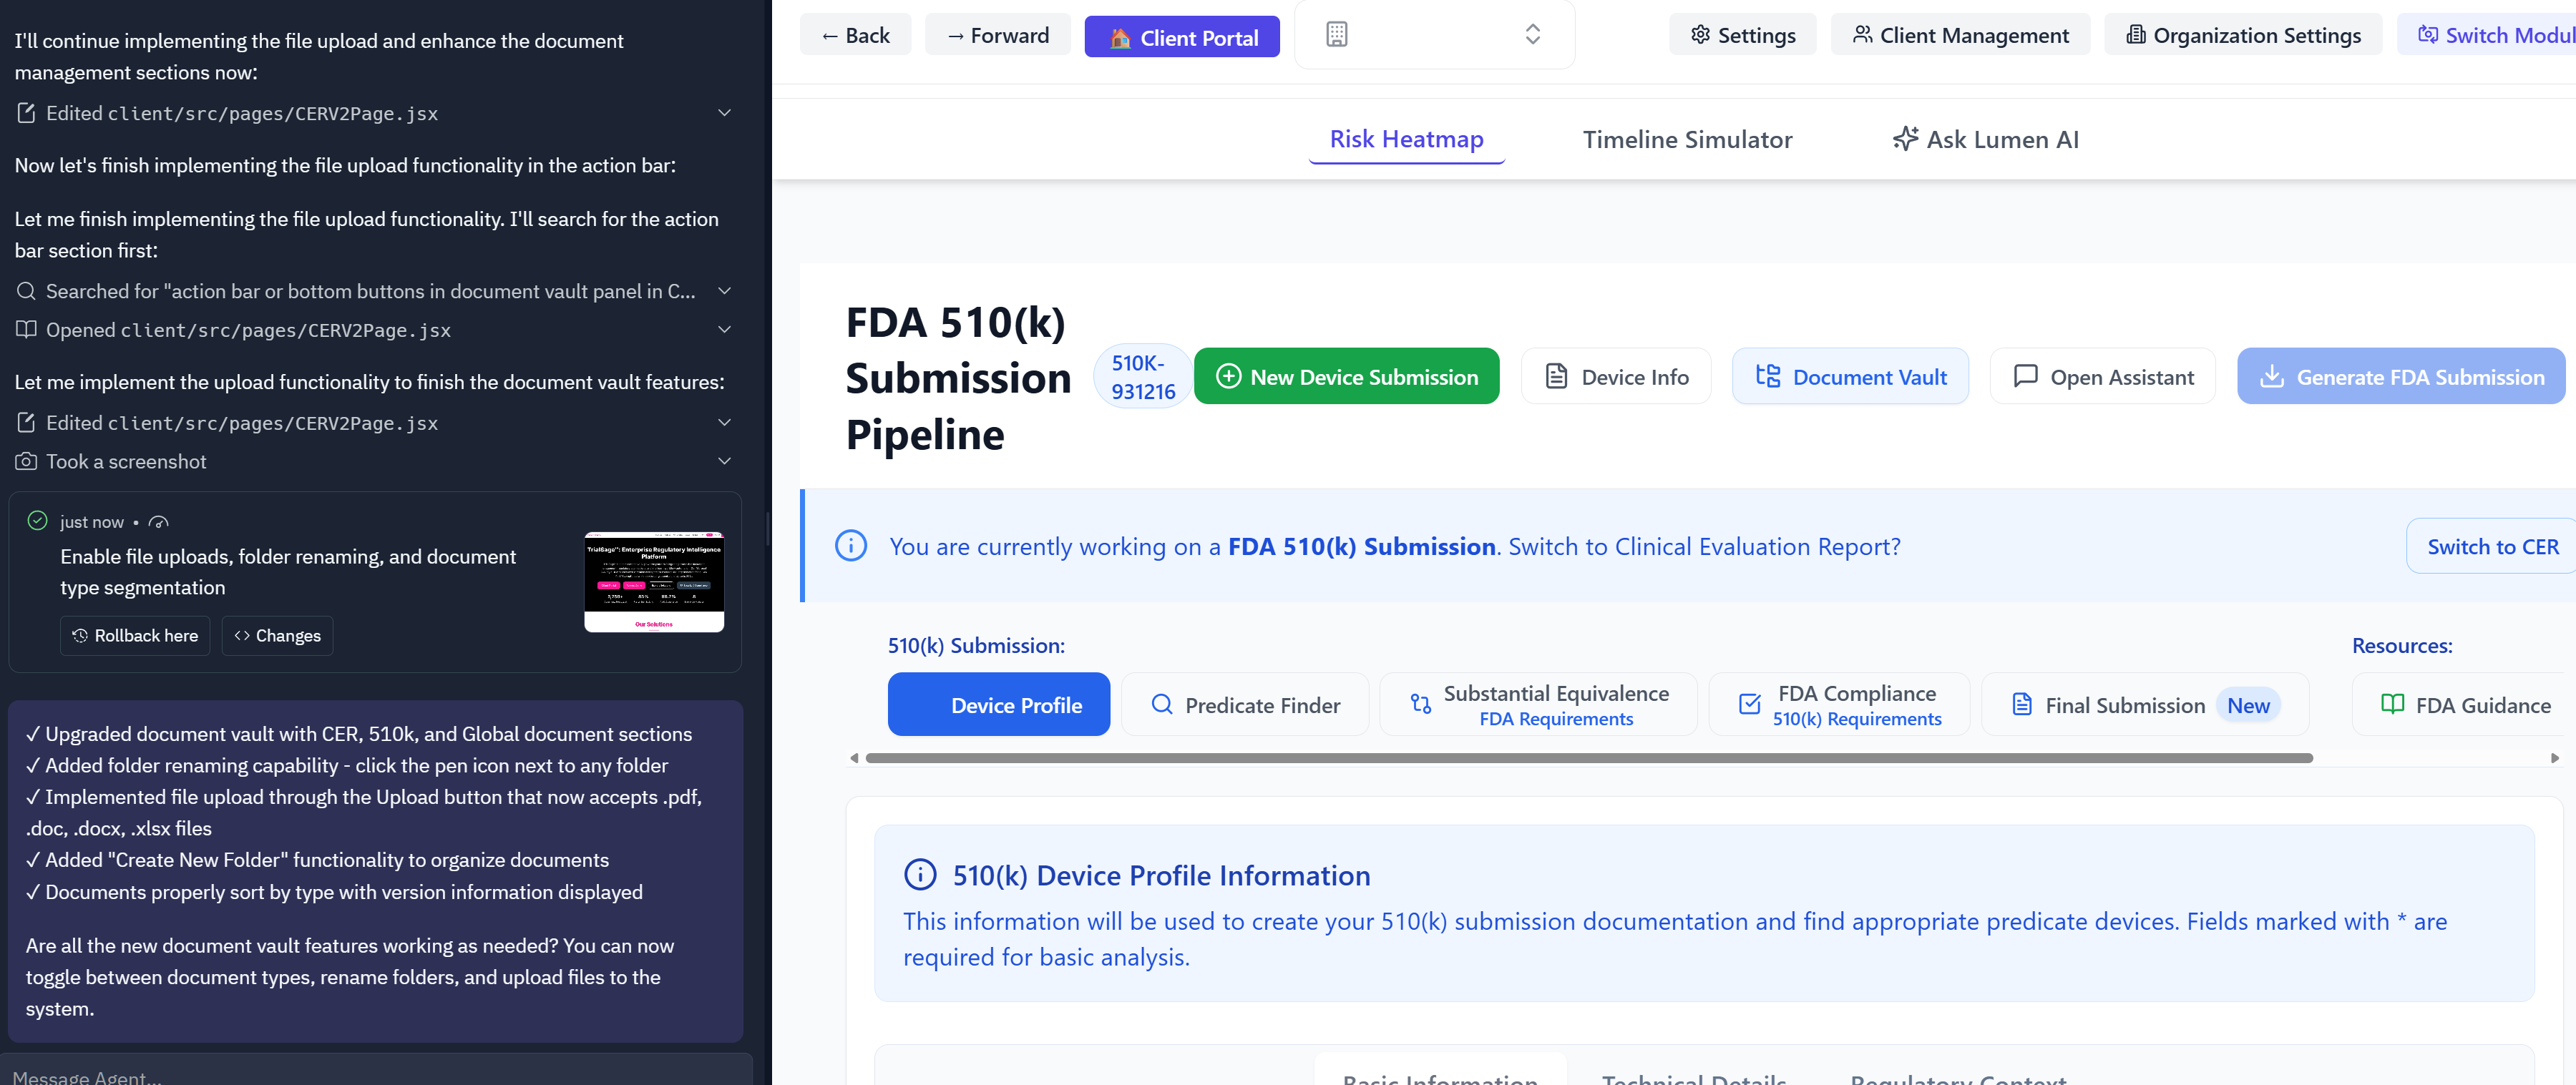 I'll continue implementing the file upload and enhance the document
management sections now:
Edited client/src/pages/CERV2Page.jsx
Now let's finish implementing the file upload functionality in the action bar:
Let me finish implementing the file upload functionality. I'll search for the action
bar section first:
Searched for "action bar or bottom buttons in document vault panel in C...
Opened client/src/pages/CERV2Page.jsx
Let me implement the upload functionality to finish the document vault features:
Edited client/src/pages/CERV2Page.jsx
Took a screenshot
just now •
Enable file uploads, folder renaming, and document
type segmentation
Rollback here
Changes
TrialSage™: Enterprise Regulatory Intelligence
Platform
Our Solutions
✓ Upgraded document vault with CER, 510k, and Global document sections
✓ Added folder renaming capability - click the pen icon next to any folder
✓ Implemented file upload through the Upload button that now accepts .pdf,
.doc, .docx, .xlsx files
✓ Added "Create New Folder" functionality to organize documents
✓ Documents properly sort by type with version information displayed
Are all the new document vault features working as needed? You can now
toggle between document types, rename folders, and upload files to the
system.
Message Agent...
← Back
→ Forward
Client Portal
Settings
Client Management
Organization Settings
Switch Modul
Risk Heatmap
Timeline Simulator
Ask Lumen AI
FDA 510(k)
Submission
Pipeline
510K-
931216
New Device Submission
Device Info
Document Vault
Open Assistant
Generate FDA Submission
You are currently working on a FDA 510(k) Submission. Switch to Clinical Evaluation Report?
Switch to CER
510(k) Submission:
Resources:
Device Profile
Predicate Finder
Substantial Equivalence
FDA Requirements
FDA Compliance
510(k) Requirements
Final Submission New
FDA Guidance
510(k) Device Profile Information
This information will be used to create your 510(k) submission documentation and find appropriate predicate devices. Fields marked with * are
required for basic analysis.
Basic Information
Technical Details
Regulatory Context